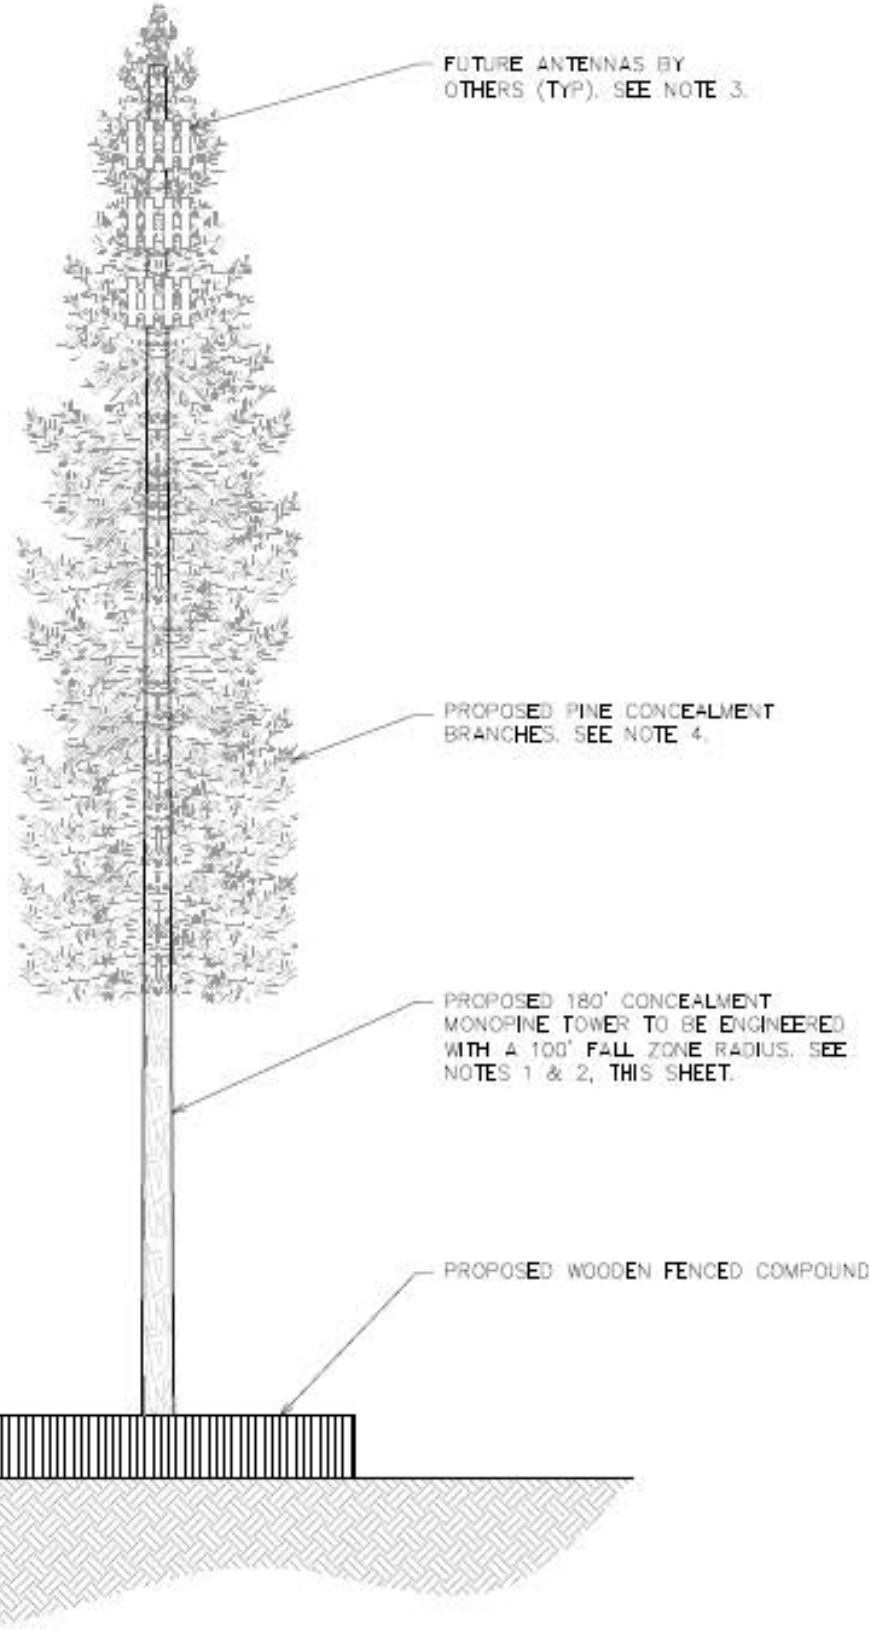 FUTURE ANTENNAS BY
OTHERS (TYP). SEE NOTE 3.
PROPOSED PINE CONCEALMENT
BRANCHES. SEE NOTE 4.
PROPOSED 180' CONCEALMENT
MONOPINE TOWER TO BE ENGINEERED
WITH A 100' FALL ZONE RADIUS. SEE
NOTES 1 & 2, THIS SHEET.
PROPOSED WOODEN FENCED COMPOUND